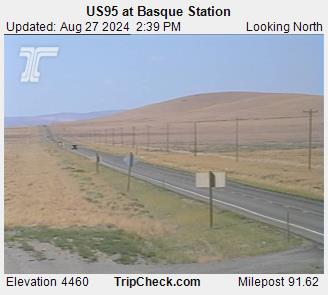 US95 at Basque Station
Updated: Aug 27 2024 2:39 PM Looking North
Elevation 4460 TripCheck.com Milepost 91.62